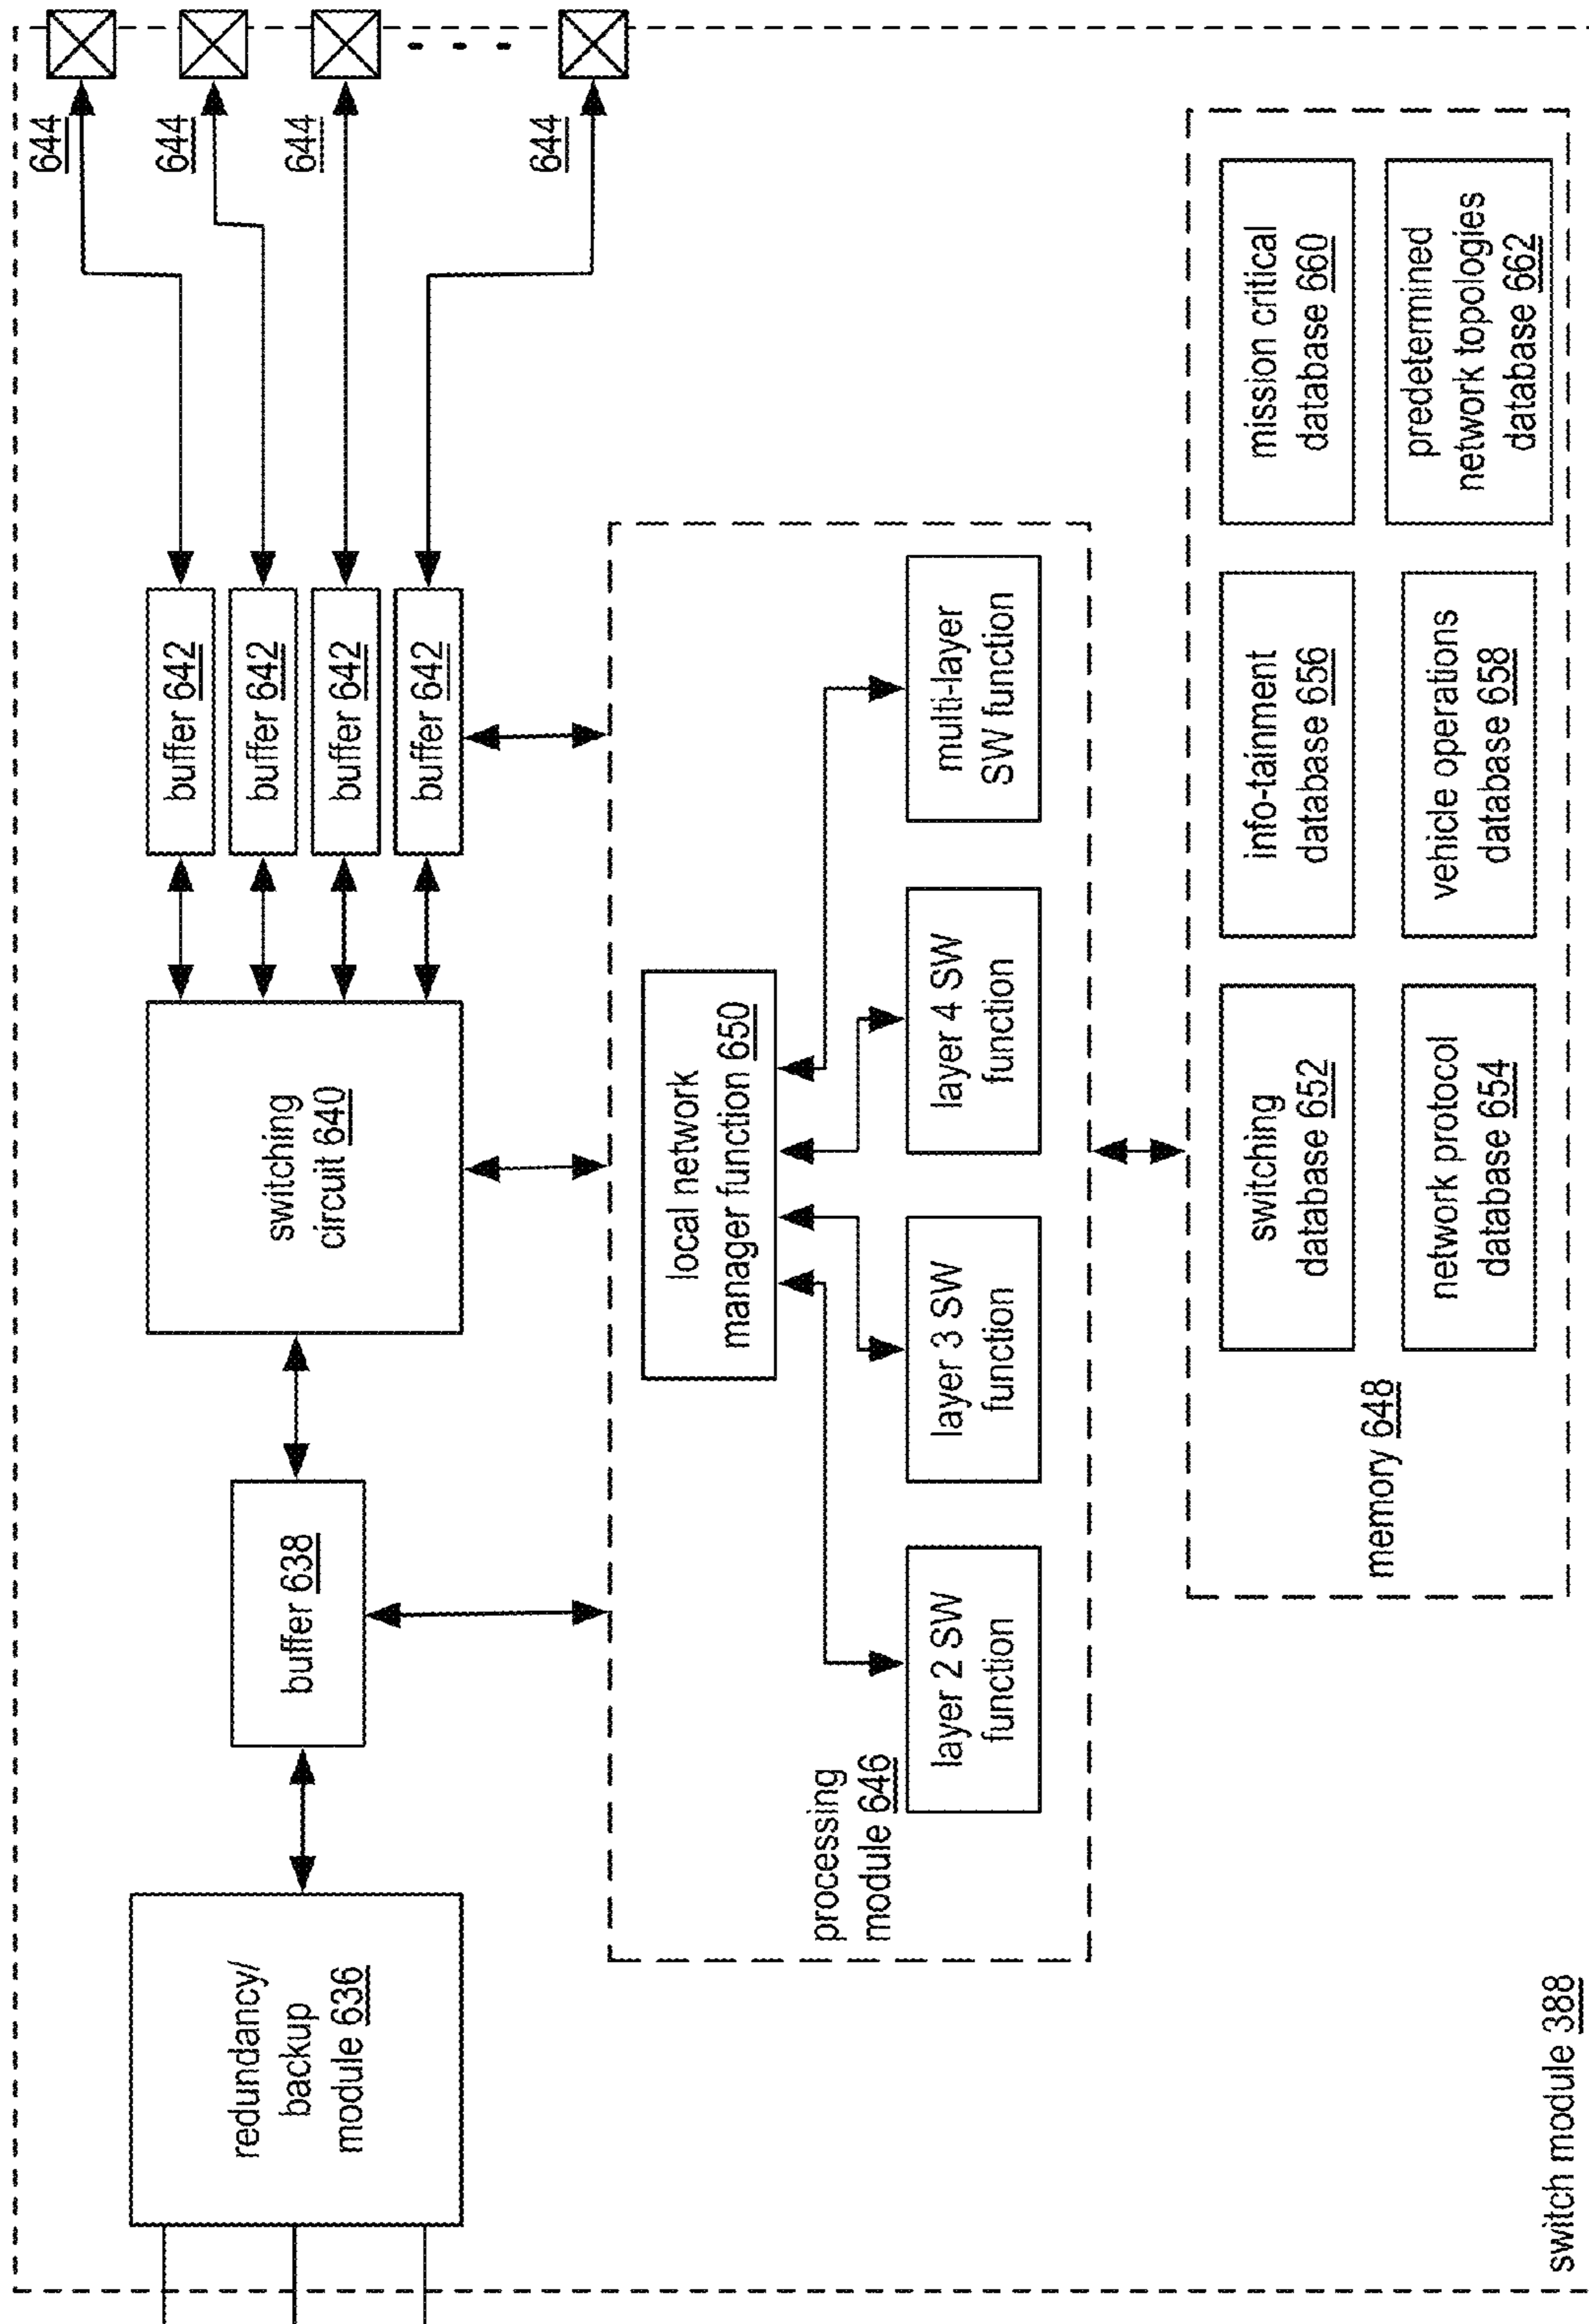 644
644
644
644
redundancy/
backup
module 636
buffer 638
switching
circuit 640
buffer 642
buffer 642
buffer 642
buffer 642
processing
module 646
local network
manager function 650
layer 2 SW
function
layer 3 SW
function
layer 4 SW
function
multi-layer
SW function
memory 648
switching
database 652
info-tainment
database 656
mission critical
database 660
network protocol
database 654
vehicle operations
database 658
predetermined
network topologies
database 662
switch module 388